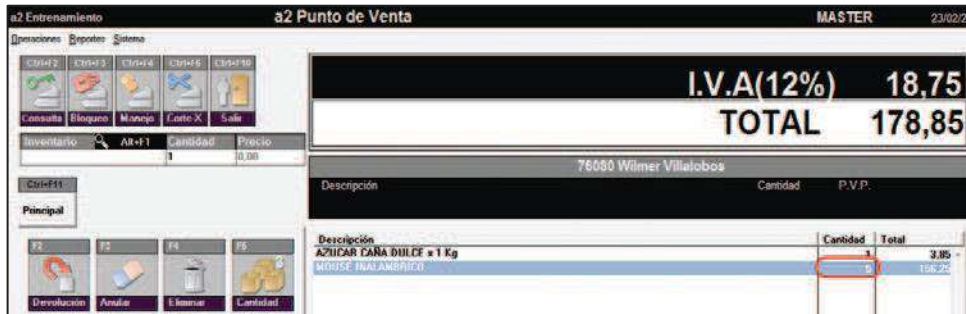 a2 Entrenamiento a2 Punto de Venta MASTER 23/02/2
Operaciones Reportes Sistema
Ctrl+F2 Ctrl+F3 Ctrl+F4 Ctrl+F6 Ctrl+F10
Consulta Bloqueo Manejo Corte-X Salir
I.V.A(12%) 18,75
TOTAL 178,85
Inventario Alt+F1 Cantidad Precio
1 0,00
76080 Wilmer Villalobos
Descripción Cantidad P.V.P.
Ctrl+F11
Principal
Descripción Cantidad Total
AZUCAR CAÑA DULCE x 1 Kg 1 3,85
MOUSE INALAMBRICO 5 156,25
F2 F3 F4 F5
Devolución Anular Eliminar Cantidad